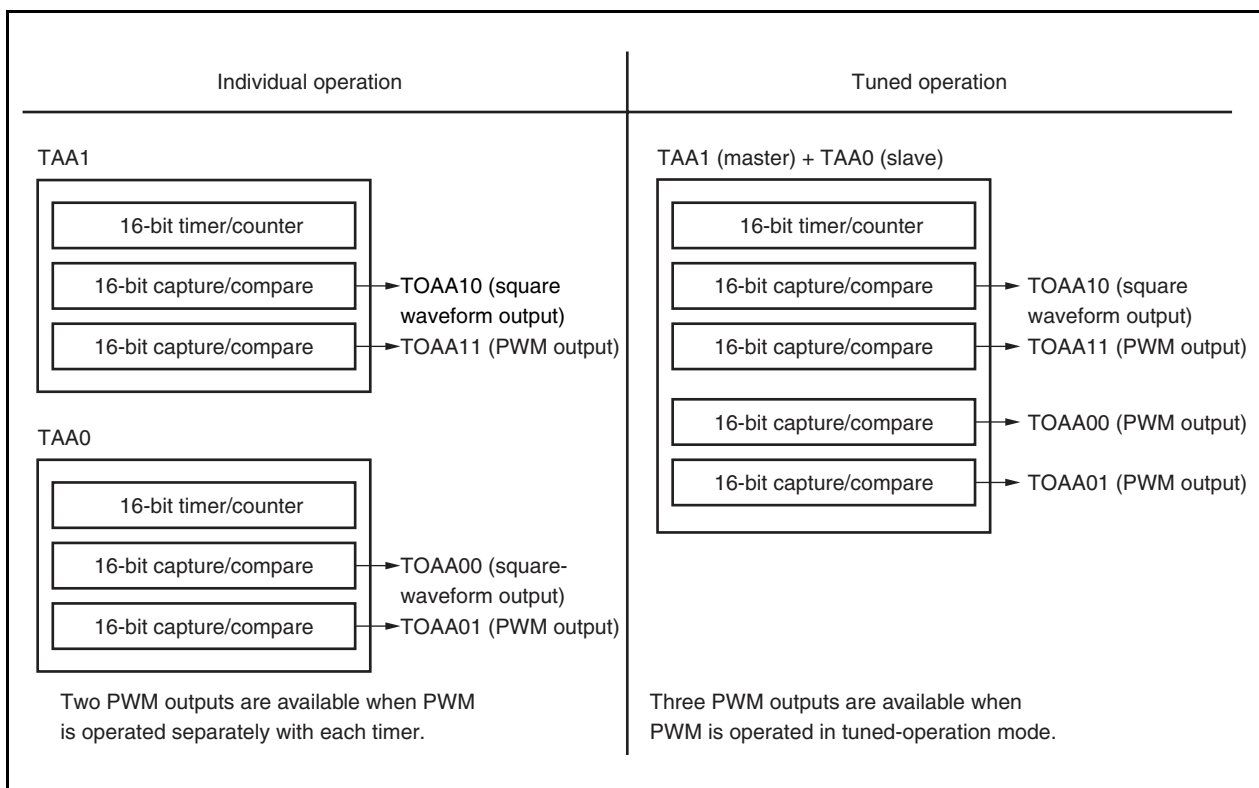 Individual operation
TAA1
16-bit timer/counter
16-bit capture/compare
TOAA10 (square
waveform output)
16-bit capture/compare
TOAA11 (PWM output)
TAA0
16-bit timer/counter
16-bit capture/compare
TOAA00 (square-
waveform output)
16-bit capture/compare
TOAA01 (PWM output)
Two PWM outputs are available when PWM
is operated separately with each timer.
Tuned operation
TAA1 (master) + TAA0 (slave)
16-bit timer/counter
16-bit capture/compare
TOAA10 (square
waveform output)
16-bit capture/compare
TOAA11 (PWM output)
16-bit capture/compare
TOAA00 (PWM output)
16-bit capture/compare
TOAA01 (PWM output)
Three PWM outputs are available when
PWM is operated in tuned-operation mode.